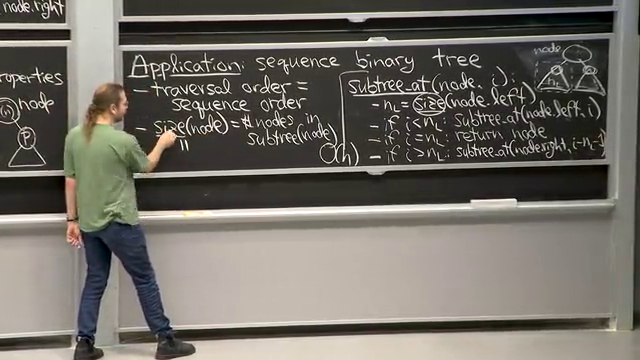 node.right
properties
node
P
Application: sequence binary tree
- traversal order =
sequence order
- size(node) = # nodes in
subtree(node)
O(h)
subtree_at(node, i):
- nL = size(node.left)
- if i < nL: subtree_at(node.left, i)
- if i = nL: return node
- if i > nL: subtree_at(node.right, i-nL-1)
node
nL